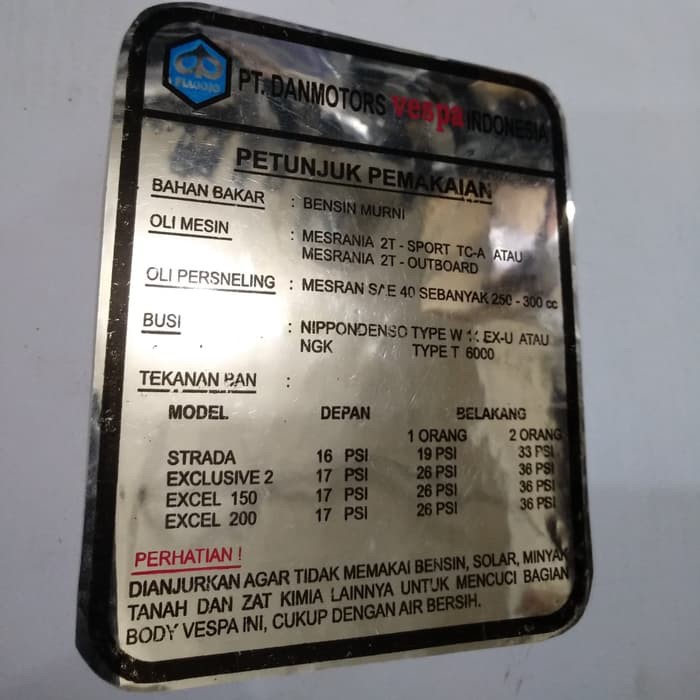 PIAGGIO
PT. DANMOTORS vespa INDONESIA
PETUNJUK PEMAKAIAN
BAHAN BAKAR : BENSIN MURNI
OLI MESIN : MESRANIA 2T - SPORT TC-A ATAU
MESRANIA 2T - OUTBOARD
OLI PERSNELING : MESRAN SAE 40 SEBANYAK 250 - 300 cc
BUSI : NIPPONDENSO TYPE W EX-U ATAU
NGK TYPE T 6000
TEKANAN BAN :
MODEL DEPAN BELAKANG
1 ORANG 2 ORANG
STRADA 16 PSI 19 PSI 33 PSI
EXCLUSIVE 2 17 PSI 26 PSI 36 PSI
EXCEL 150 17 PSI 26 PSI 36 PSI
EXCEL 200 17 PSI 26 PSI 36 PSI
PERHATIAN !
DIANJURKAN AGAR TIDAK MEMAKAI BENSIN, SOLAR, MINYAK
TANAH DAN ZAT KIMIA LAINNYA UNTUK MENCUCI BAGIAN
BODY VESPA INI, CUKUP DENGAN AIR BERSIH.